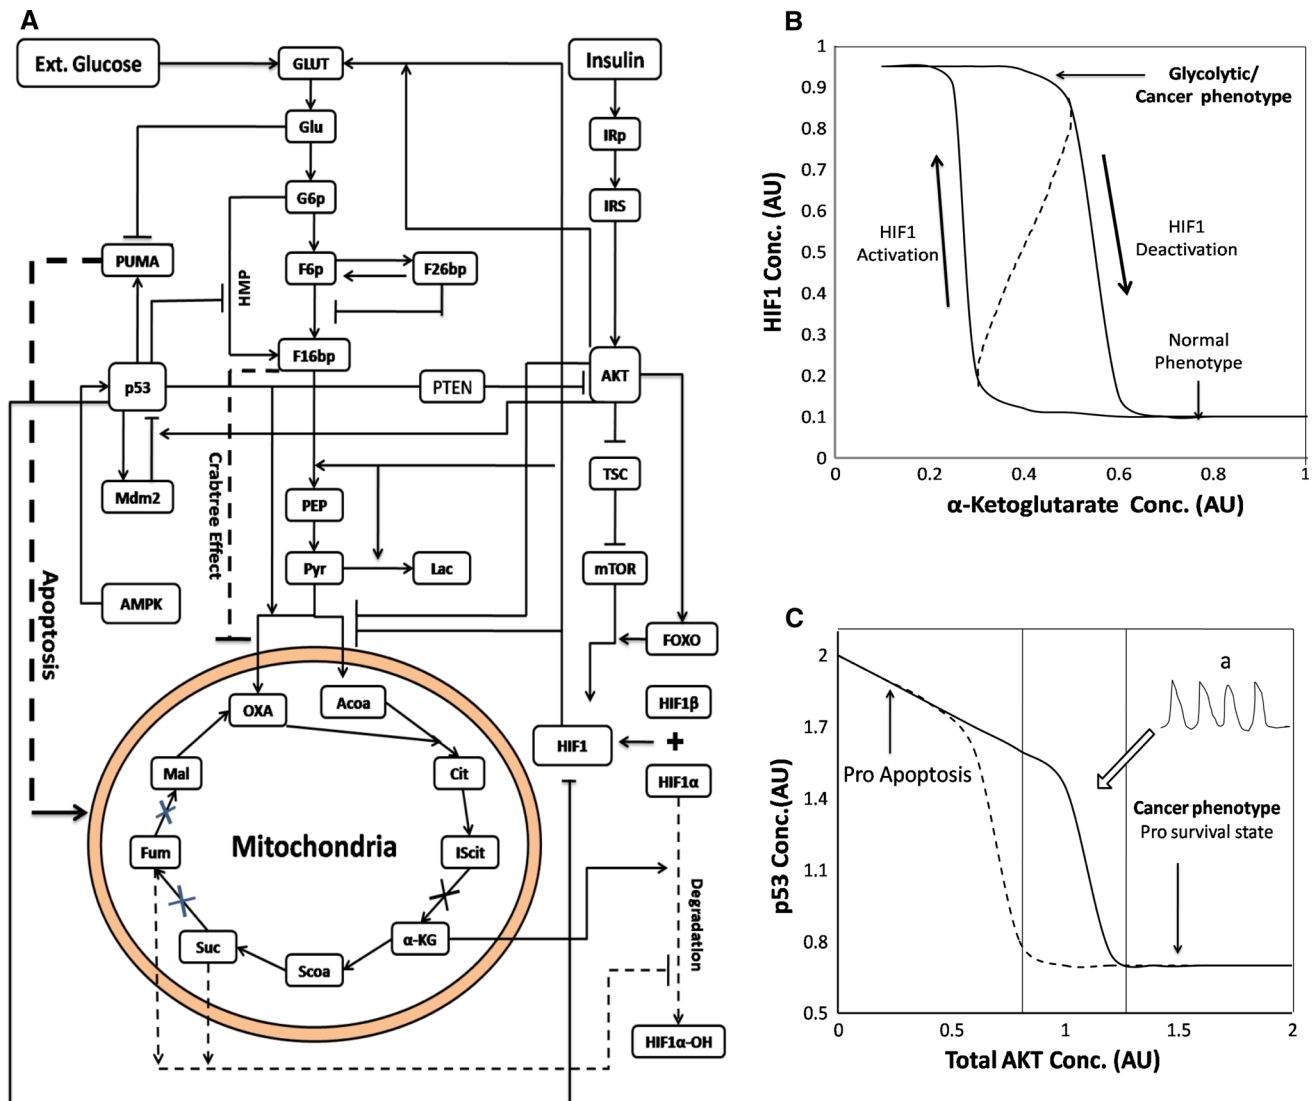 A
Ext. Glucose
GLUT
Insulin
Glu
IRp
G6p
IRS
PUMA
F6p
F26bp
HMP
F16bp
p53
PTEN
AKT
Crabtree Effect
TSC
Mdm2
PEP
Apoptosis
Pyr
Lac
mTOR
AMPK
FOXO
OXA
Acoa
HIF1β
HIF1
+
Mal
Cit
HIF1α
Fum
Mitochondria
IScit
Degradation
Suc
α-KG
Scoa
HIF1α-OH
B
1
0.9
0.8
0.7
0.6
0.5
0.4
0.3
0.2
0.1
0
HIF1 Conc. (AU)
Glycolytic/
Cancer phenotype
HIF1
Activation
HIF1
Deactivation
Normal
Phenotype
0
0.2
0.4
0.6
0.8
1
α-Ketoglutarate Conc. (AU)
C
2
1.7
1.4
1.1
0.8
0.5
p53 Conc.(AU)
a
Pro Apoptosis
Cancer phenotype
Pro survival state
0
0.5
1
1.5
2
Total AKT Conc. (AU)